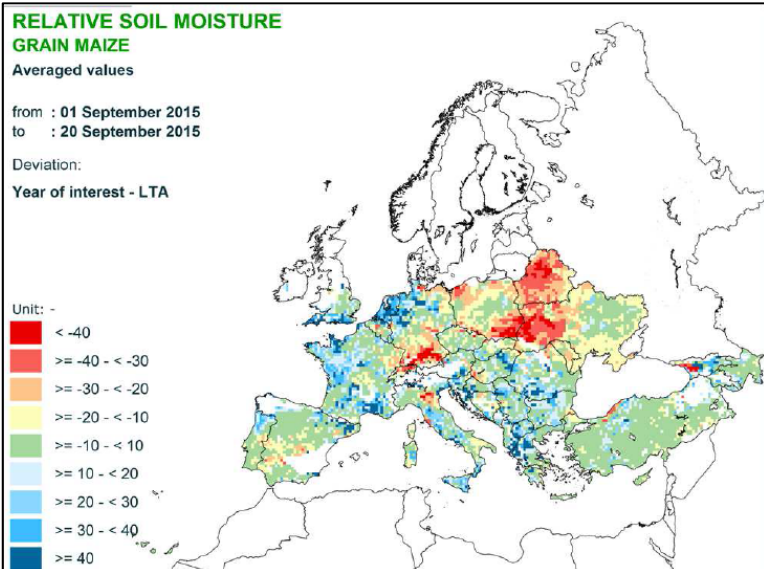 RELATIVE SOIL MOISTURE
GRAIN MAIZE
Averaged values
from : 01 September 2015
to : 20 September 2015
Deviation:
Year of interest - LTA
Unit: -
< -40
>= -40 - < -30
>= -30 - < -20
>= -20 - < -10
>= -10 - < 10
>= 10 - < 20
>= 20 - < 30
>= 30 - < 40
>= 40